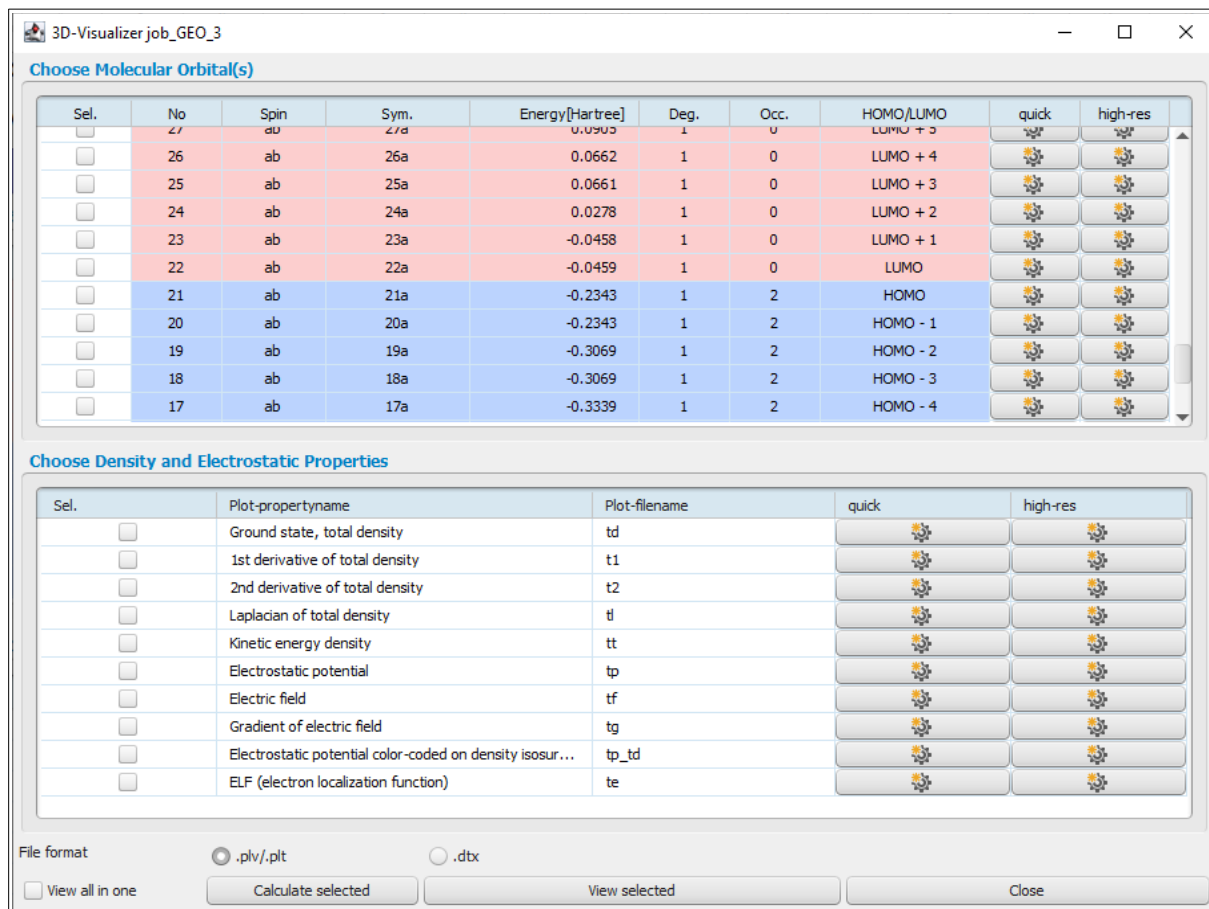 3D-Visualizer job_GEO_3
Choose Molecular Orbital(s)
Sel. No Spin Sym. Energy[Hartree] Deg. Occ. HOMO/LUMO quick high-res
27 ab 27a 0.0905 1 0 LUMO + 5
26 ab 26a 0.0662 1 0 LUMO + 4
25 ab 25a 0.0661 1 0 LUMO + 3
24 ab 24a 0.0278 1 0 LUMO + 2
23 ab 23a -0.0458 1 0 LUMO + 1
22 ab 22a -0.0459 1 0 LUMO
21 ab 21a -0.2343 1 2 HOMO
20 ab 20a -0.2343 1 2 HOMO - 1
19 ab 19a -0.3069 1 2 HOMO - 2
18 ab 18a -0.3069 1 2 HOMO - 3
17 ab 17a -0.3339 1 2 HOMO - 4
Choose Density and Electrostatic Properties
Sel. Plot-propertyname Plot-filename quick high-res
Ground state, total density td
1st derivative of total density t1
2nd derivative of total density t2
Laplacian of total density tl
Kinetic energy density tt
Electrostatic potential tp
Electric field tf
Gradient of electric field tg
Electrostatic potential color-coded on density isosur... tp_td
ELF (electron localization function) te
File format .plv/.plt .dtx
View all in one Calculate selected View selected Close